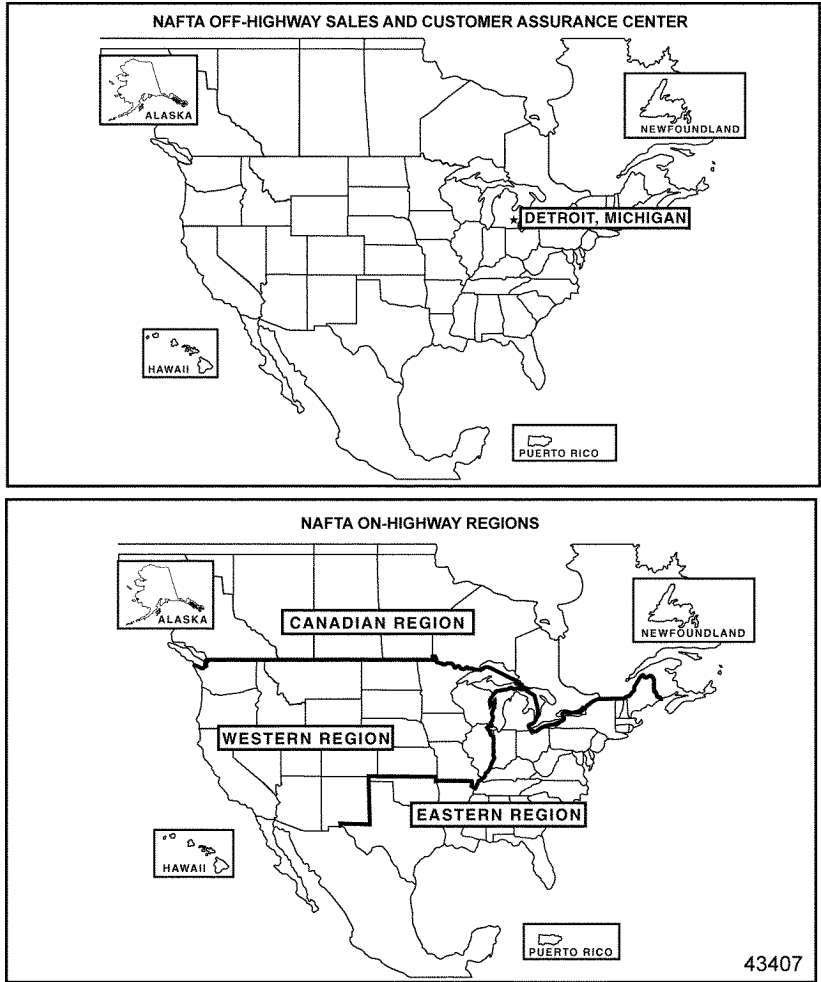 NAFTA OFF-HIGHWAY SALES AND CUSTOMER ASSURANCE CENTER
ALASKA
NEWFOUNDLAND
DETROIT, MICHIGAN
HAWAII
PUERTO RICO
NAFTA ON-HIGHWAY REGIONS
ALASKA
CANADIAN REGION
NEWFOUNDLAND
WESTERN REGION
EASTERN REGION
HAWAII
PUERTO RICO
43407